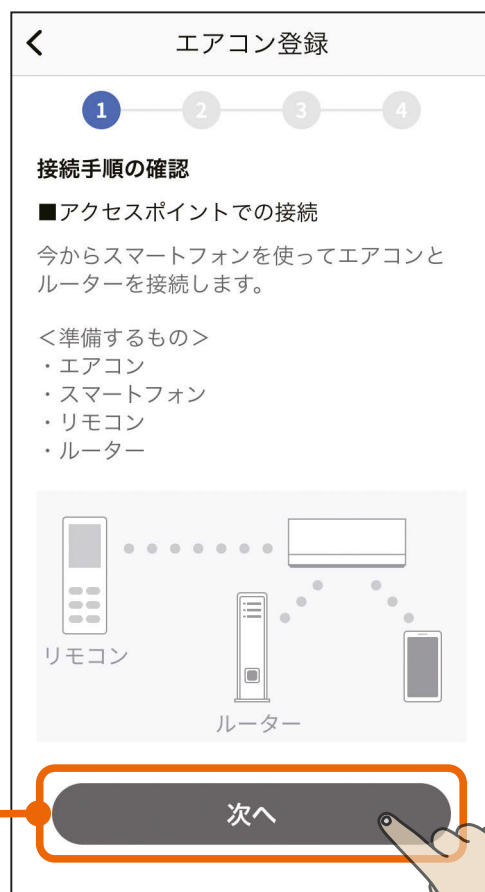 エアコン登録
1 2 3 4
接続手順の確認
■アクセスポイントでの接続
今からスマートフォンを使ってエアコンと
ルーターを接続します。
＜準備するもの＞
・エアコン
・スマートフォン
・リモコン
・ルーター
リモコン
ルーター
次へ